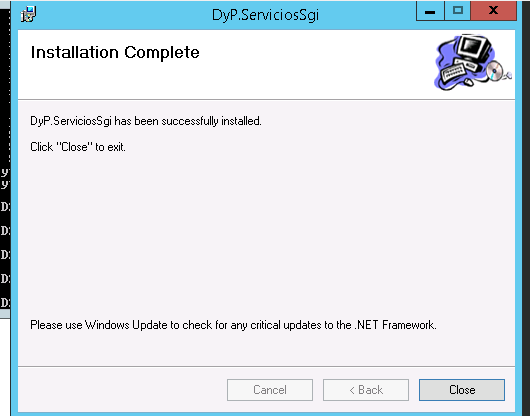 DyP.ServiciosSgi
Installation Complete
DyP.ServiciosSgi has been successfully installed.
Click "Close" to exit.
Please use Windows Update to check for any critical updates to the .NET Framework.
Cancel
< Back
Close